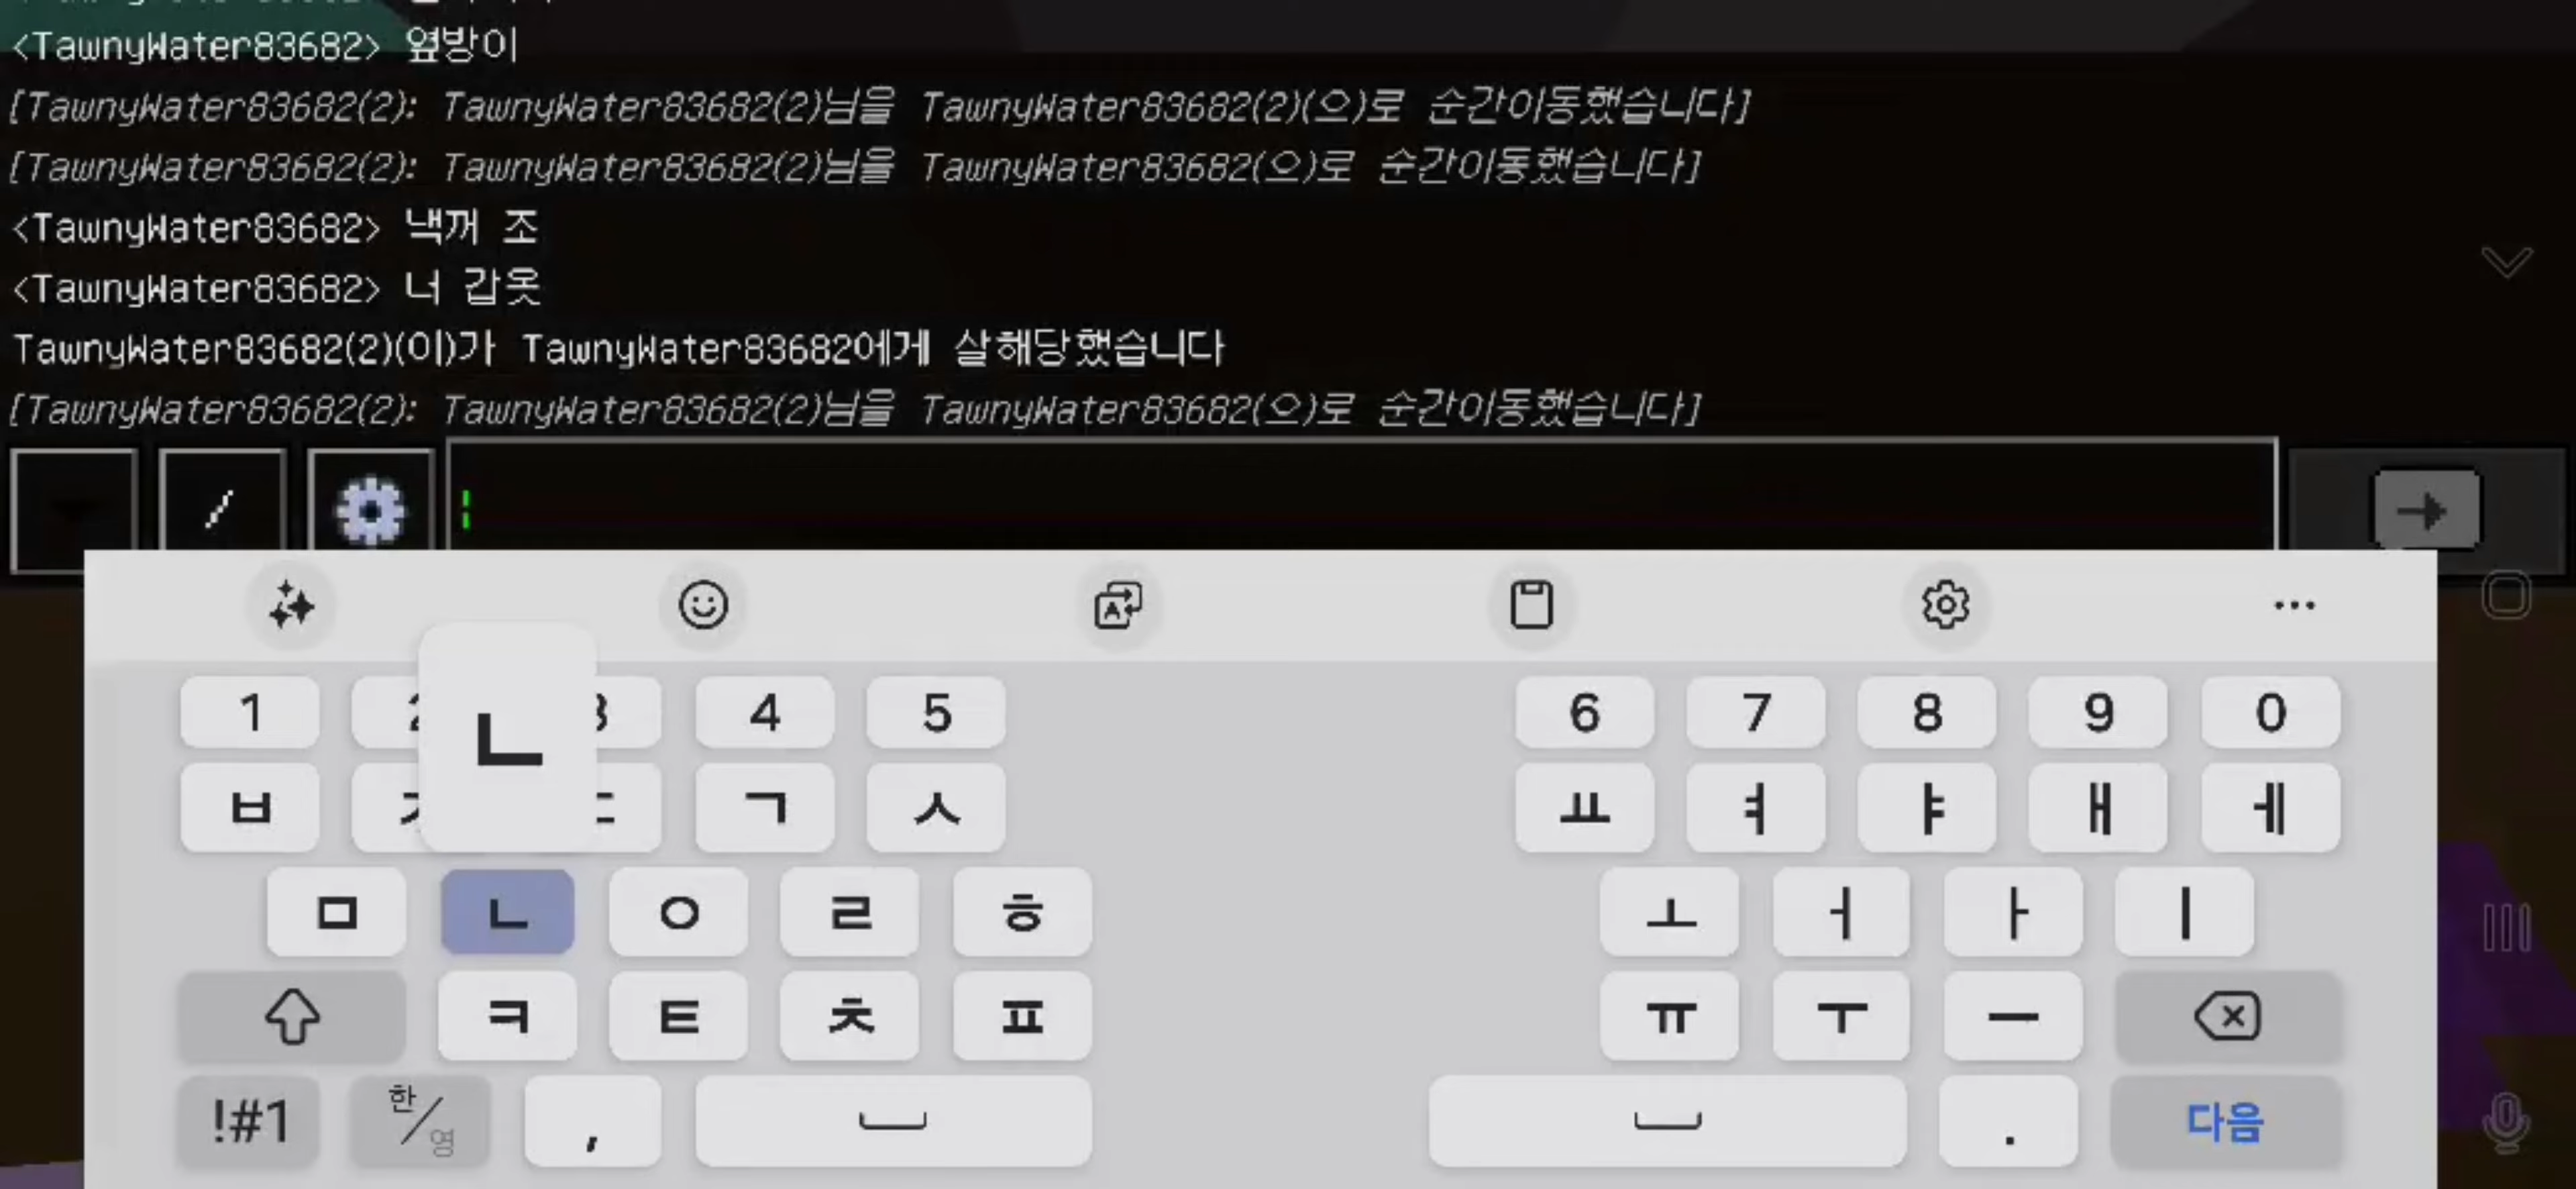 <TawnyWater83682> 옆방이
[TawnyWater83682(2): TawnyWater83682(2)님을 TawnyWater83682(2)(으)로 순간이동했습니다]
[TawnyWater83682(2): TawnyWater83682(2)님을 TawnyWater83682(으)로 순간이동했습니다]
<TawnyWater83682> 낵꺼 조
<TawnyWater83682> 너 갑옷
TawnyWater83682(2)(이)가 TawnyWater83682에게 살해당했습니다
[TawnyWater83682(2): TawnyWater83682(2)님을 TawnyWater83682(으)로 순간이동했습니다]
/
ㄴ
1 4 5 6 7 8 9 0
ㅂ ㄱ ㅅ ㅛ ㅕ ㅑ ㅐ ㅔ
ㅁ ㄴ ㅇ ㄹ ㅎ ㅗ ㅓ ㅏ ㅣ
ㅋ ㅌ ㅊ ㅍ ㅠ ㅜ ㅡ
!#1 한/영 , . 다음